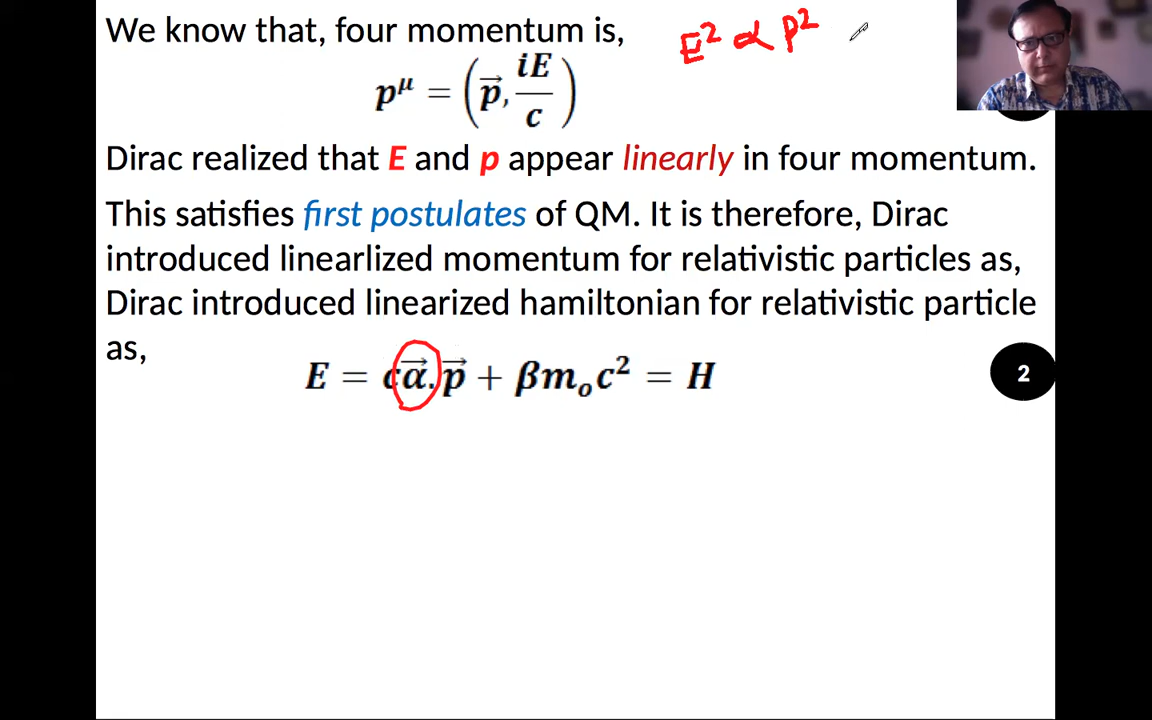 We know that, four momentum is,
E² ∝ P²
p^μ = (p⃗, iE/c)
Dirac realized that E and p appear linearly in four momentum.
This satisfies first postulates of QM. It is therefore, Dirac
introduced linearlized momentum for relativistic particles as,
Dirac introduced linearized hamiltonian for relativistic particle
as,
E = cα⃗.p⃗ + βmₒc² = H
2